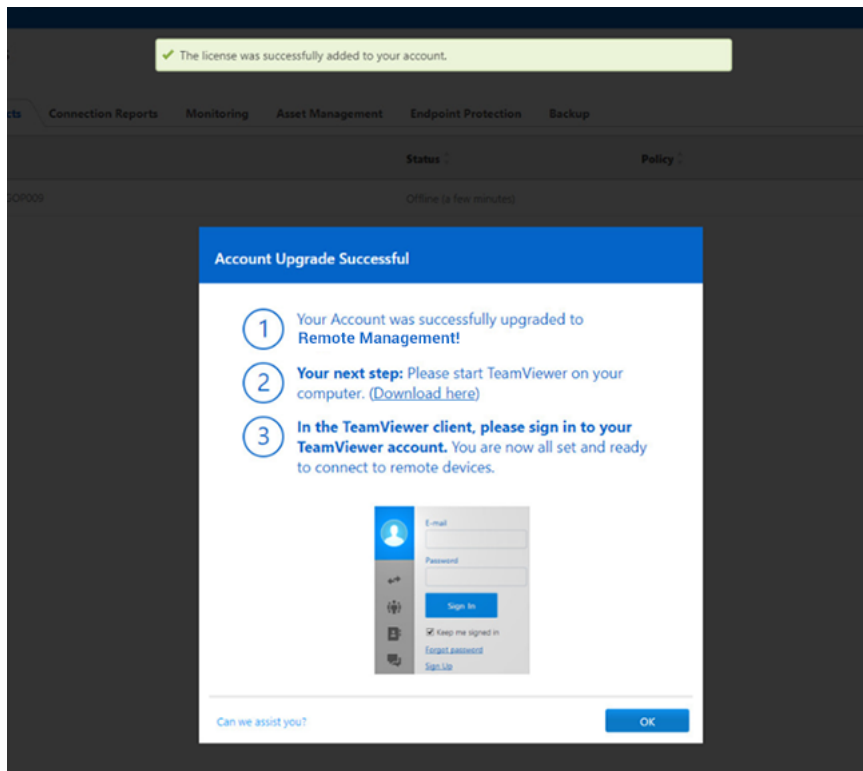 The license was successfully added to your account.
cts Connection Reports Monitoring Asset Management Endpoint Protection Backup
Status Policy
GOP009 Offline (a few minutes)
Account Upgrade Successful
1 Your Account was successfully upgraded to
Remote Management!
2 Your next step: Please start TeamViewer on your
computer. (Download here)
3 In the TeamViewer client, please sign in to your
TeamViewer account. You are now all set and ready
to connect to remote devices.
E-mail
Password
Sign In
Keep me signed in
Forgot password
Sign Up
Can we assist you? OK